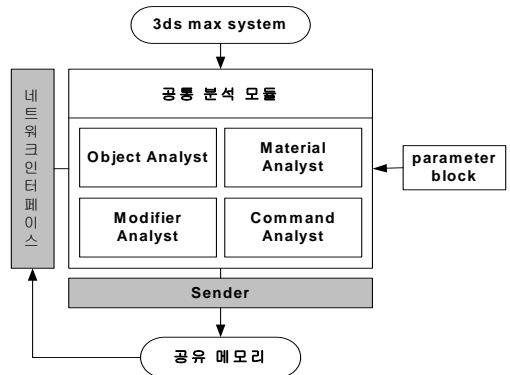 3ds max system
네트워크인터페이스
공통 분석 모듈
Object Analyst
Material
Analyst
parameter
block
Modifier
Analyst
Command
Analyst
Sender
공유 메모리